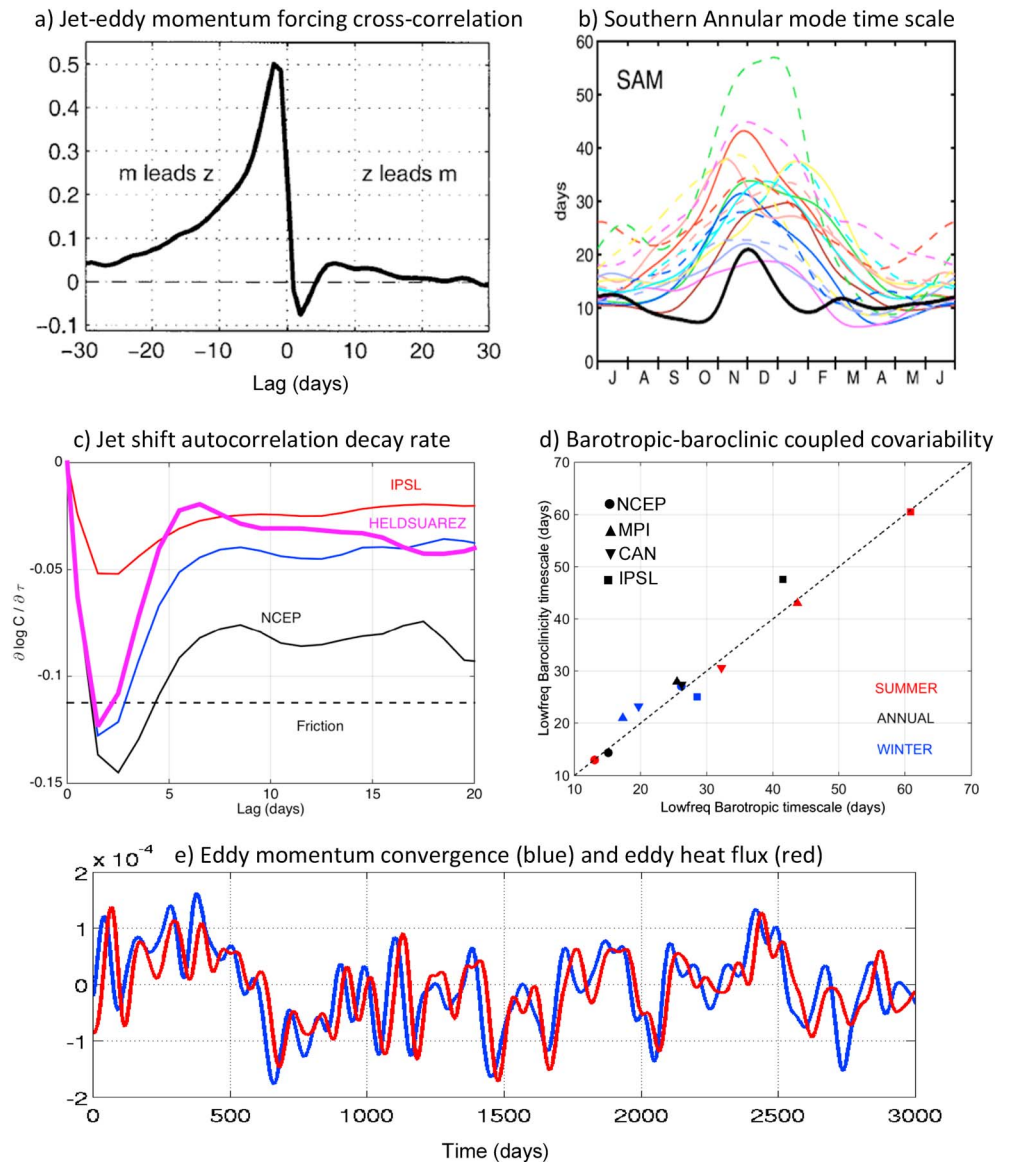 a) Jet-eddy momentum forcing cross-correlation
0.5
0.4
0.3
0.2
0.1
0
−0.1
m leads z
z leads m
−30 −20 −10 0 10 20 30
Lag (days)
b) Southern Annular mode time scale
60
50
40
30
20
10
0
days
SAM
J A S O N D J F M A M J
c) Jet shift autocorrelation decay rate
0
-0.05
-0.1
-0.15
∂ log C / ∂ τ
IPSL
HELDSUAREZ
NCEP
Friction
0 5 10 15 20
Lag (days)
d) Barotropic-baroclinic coupled covariability
70
60
50
40
30
20
10
Lowfreq Baroclinicity timescale (days)
NCEP
MPI
CAN
IPSL
SUMMER
ANNUAL
WINTER
10 20 30 40 50 60 70
Lowfreq Barotropic timescale (days)
e) Eddy momentum convergence (blue) and eddy heat flux (red)
x 10⁻⁴
2
1
0
-1
-2
0 500 1000 1500 2000 2500 3000
Time (days)